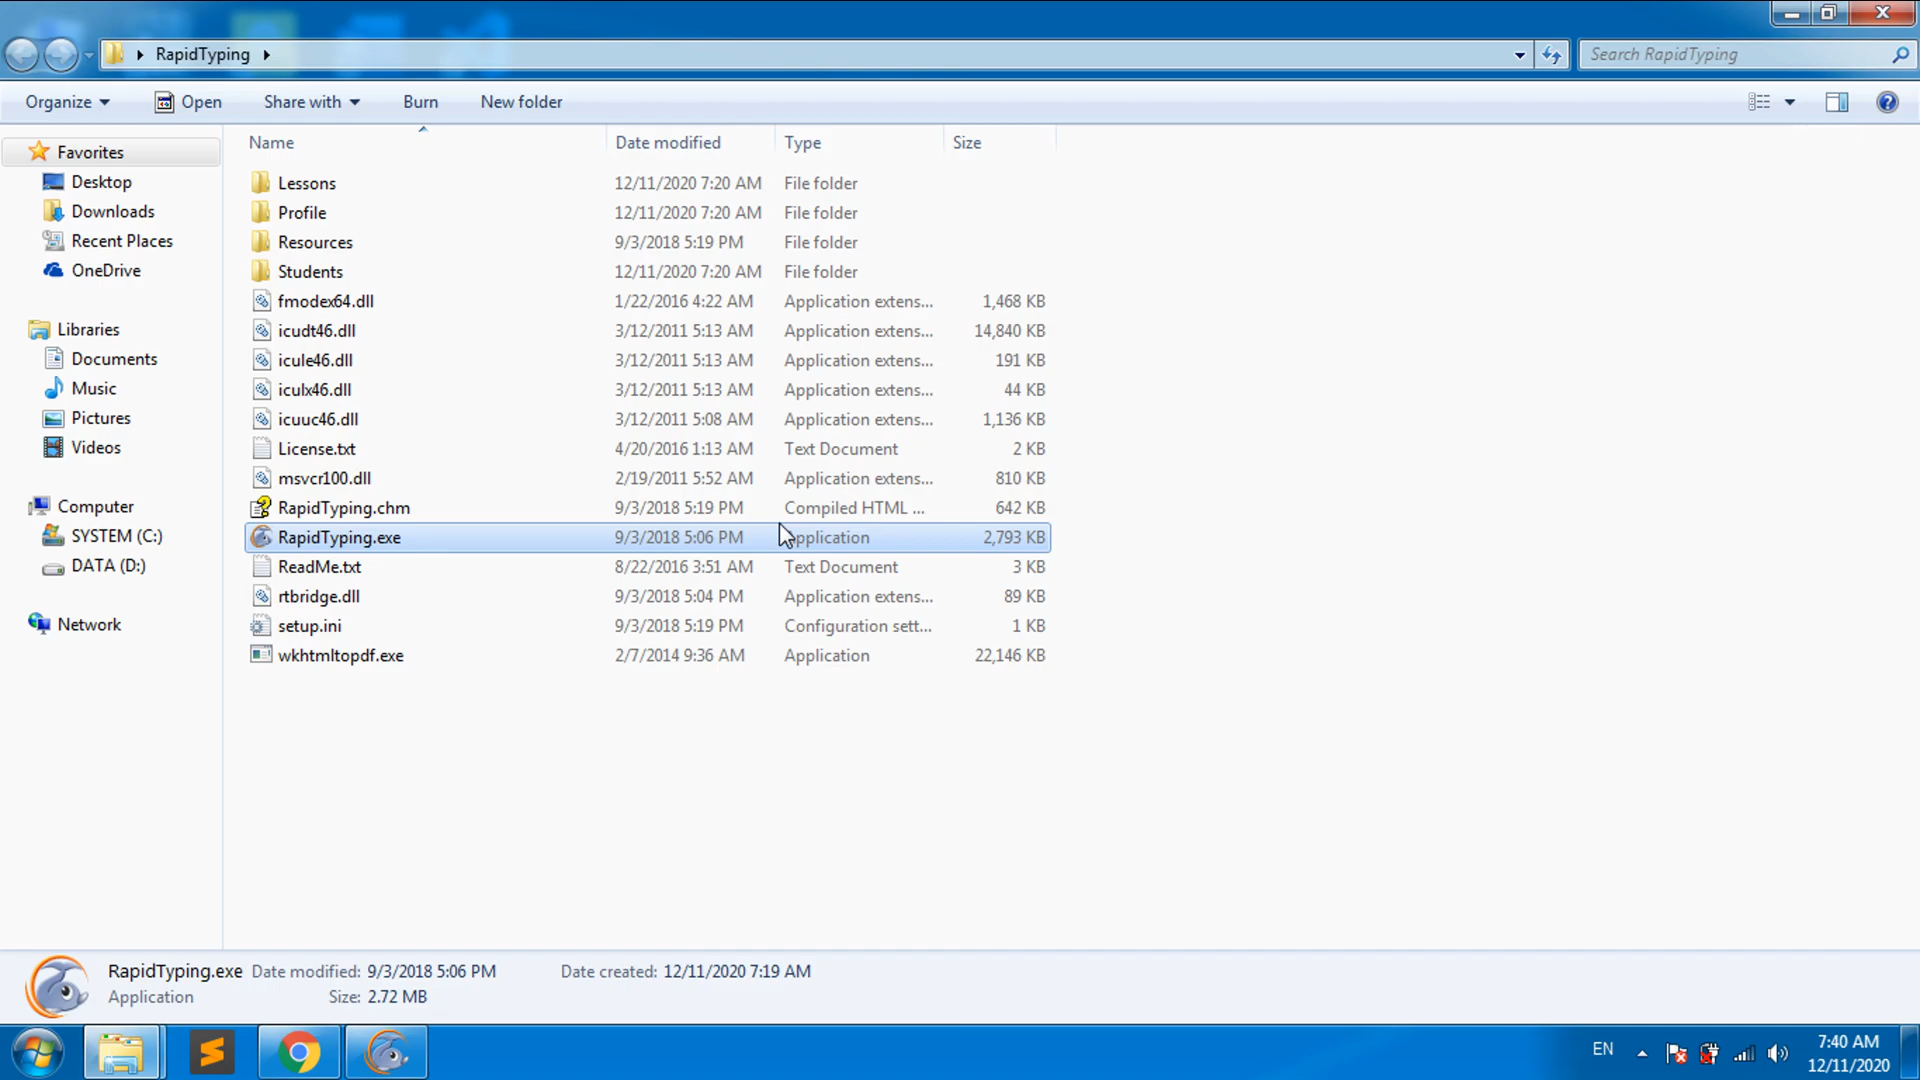 RapidTyping
Search RapidTyping
Organize Open Share with Burn New folder
Name Date modified Type Size
Favorites
Desktop
Downloads
Recent Places
OneDrive
Libraries
Documents
Music
Pictures
Videos
Computer
SYSTEM (C:)
DATA (D:)
Network
Lessons 12/11/2020 7:20 AM File folder
Profile 12/11/2020 7:20 AM File folder
Resources 9/3/2018 5:19 PM File folder
Students 12/11/2020 7:20 AM File folder
fmodex64.dll 1/22/2016 4:22 AM Application extens... 1,468 KB
icudt46.dll 3/12/2011 5:13 AM Application extens... 14,840 KB
icule46.dll 3/12/2011 5:13 AM Application extens... 191 KB
iculx46.dll 3/12/2011 5:13 AM Application extens... 44 KB
icuuc46.dll 3/12/2011 5:08 AM Application extens... 1,136 KB
License.txt 4/20/2016 1:13 AM Text Document 2 KB
msvcr100.dll 2/19/2011 5:52 AM Application extens... 810 KB
RapidTyping.chm 9/3/2018 5:19 PM Compiled HTML ... 642 KB
RapidTyping.exe 9/3/2018 5:06 PM Application 2,793 KB
ReadMe.txt 8/22/2016 3:51 AM Text Document 3 KB
rtbridge.dll 9/3/2018 5:04 PM Application extens... 89 KB
setup.ini 9/3/2018 5:19 PM Configuration sett... 1 KB
wkhtmltopdf.exe 2/7/2014 9:36 AM Application 22,146 KB
RapidTyping.exe Date modified: 9/3/2018 5:06 PM Date created: 12/11/2020 7:19 AM
Application Size: 2.72 MB
EN
7:40 AM
12/11/2020